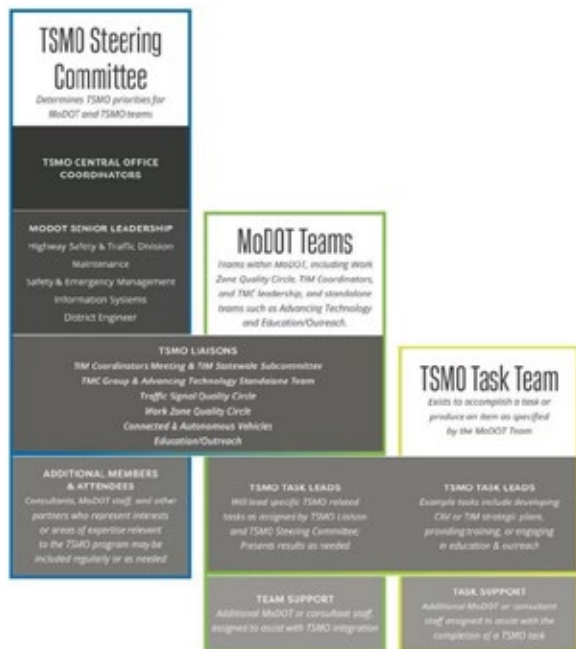 TSMO Steering
Committee
Determines TSMO priorities for
MoDOT and TSMO teams
TSMO CENTRAL OFFICE
COORDINATORS
MODOT SENIOR LEADERSHIP
Highway Safety & Traffic Division
Maintenance
Safety & Emergency Management
Information Systems
District Engineer
MoDOT Teams
Teams within MoDOT, including Work
Zone Quality Circle, TIM Coordinators,
and TMC leadership, and standalone
teams such as Advancing Technology
and Education/Outreach.
TSMO LIAISONS
TIM Coordinators Meeting & TIM Statewide Subcommittee
TMC Group & Advancing Technology Standalone Team
Traffic Signal Quality Circle
Work Zone Quality Circle
Connected & Autonomous Vehicles
Education/Outreach
TSMO Task Team
Exists to accomplish a task or
produce an item as specified
by the MoDOT Team
ADDITIONAL MEMBERS
& ATTENDEES
Consultants, MoDOT staff, and other
partners who represent interests
or areas of expertise relevant
to the TSMO program may be
included regularly or as needed
TSMO TASK LEADS
Will lead specific TSMO related
tasks as assigned by TSMO Liaison
and TSMO Steering Committee;
Presents results as needed
TSMO TASK LEADS
Example tasks include developing
CAV or TIM strategic plans,
providing training, or engaging
in education & outreach
TEAM SUPPORT
Additional MoDOT or consultant staff,
assigned to assist with TSMO integration
TASK SUPPORT
Additional MoDOT or consultant
staff assigned to assist with the
completion of a TSMO task